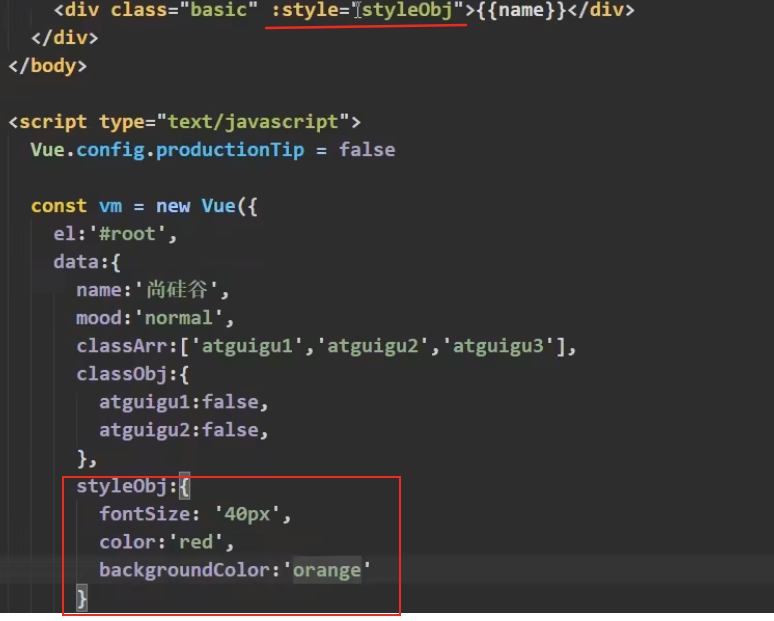 <div class="basic" :style="styleObj">{{name}}</div>
</div>
</body>
<script type="text/javascript">
Vue.config.productionTip = false
const vm = new Vue({
el:'#root',
data:{
name:'尚硅谷',
mood:'normal',
classArr:['atguigu1','atguigu2','atguigu3'],
classObj:{
atguigu1:false,
atguigu2:false,
},
styleObj:{
fontSize: '40px',
color:'red',
backgroundColor:'orange'
}